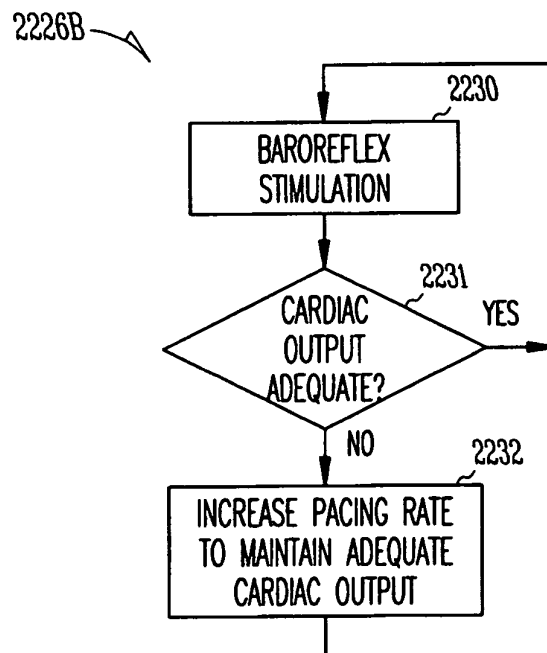 2226B
2230
BAROREFLEX
STIMULATION
2231
CARDIAC
OUTPUT
ADEQUATE?
YES
NO
2232
INCREASE PACING RATE
TO MAINTAIN ADEQUATE
CARDIAC OUTPUT